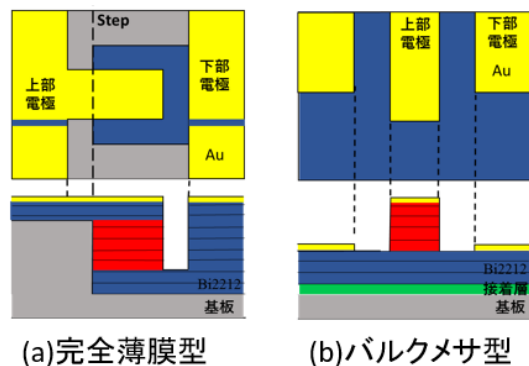 Step
上部
電極
下部
電極
Au
Bi2212
基板
(a)完全薄膜型
上部
電極
下部
電極
Au
Bi2212
接着層
基板
(b)バルクメサ型